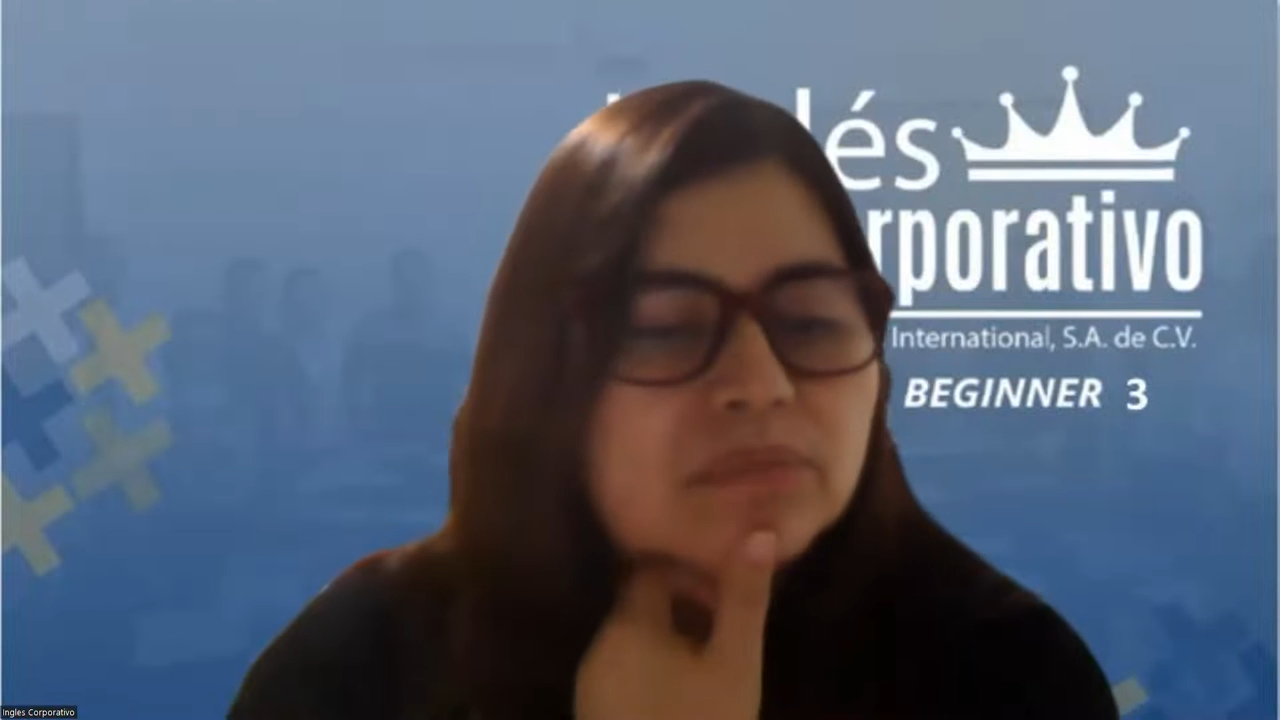 lés
rporativo
International, S.A. de C.V.
BEGINNER 3
Ingles Corporativo